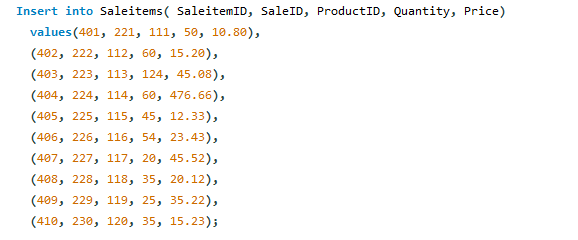 Insert into Saleitems( SaleitemID, SaleID, ProductID, Quantity, Price)
values(401, 221, 111, 50, 10.80),
(402, 222, 112, 60, 15.20),
(403, 223, 113, 124, 45.08),
(404, 224, 114, 60, 476.66),
(405, 225, 115, 45, 12.33),
(406, 226, 116, 54, 23.43),
(407, 227, 117, 20, 45.52),
(408, 228, 118, 35, 20.12),
(409, 229, 119, 25, 35.22),
(410, 230, 120, 35, 15.23);